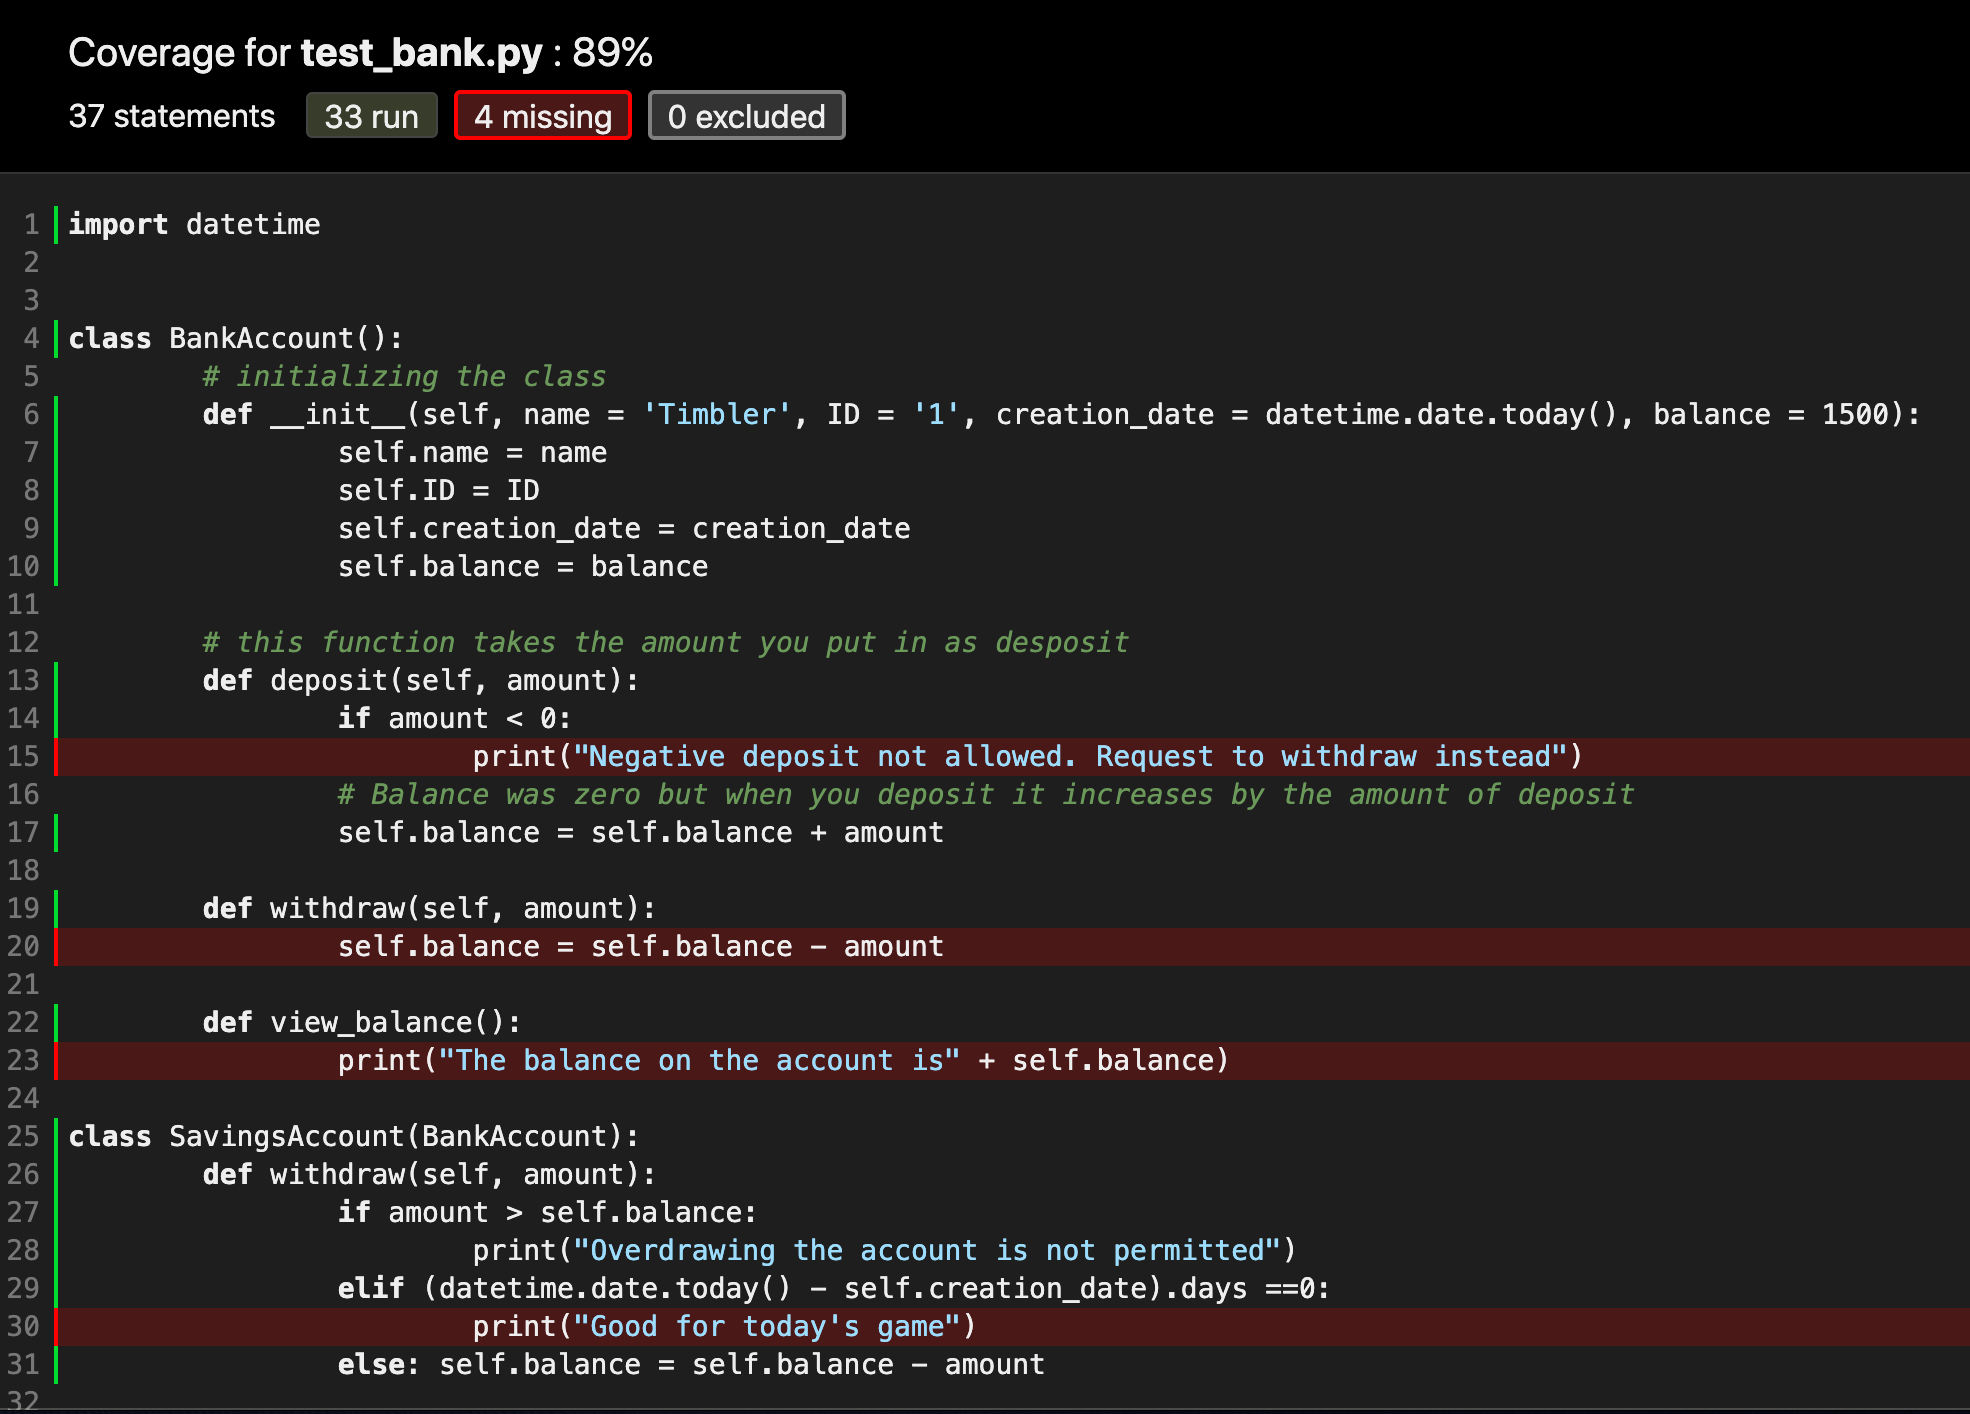 Coverage for test_bank.py : 89%
37 statements 33 run 4 missing 0 excluded
1 import datetime
2
3
4 class BankAccount():
5 # initializing the class
6 def __init__(self, name = 'Timbler', ID = '1', creation_date = datetime.date.today(), balance = 1500):
7 self.name = name
8 self.ID = ID
9 self.creation_date = creation_date
10 self.balance = balance
11
12 # this function takes the amount you put in as desposit
13 def deposit(self, amount):
14 if amount < 0:
15 print("Negative deposit not allowed. Request to withdraw instead")
16 # Balance was zero but when you deposit it increases by the amount of deposit
17 self.balance = self.balance + amount
18
19 def withdraw(self, amount):
20 self.balance = self.balance - amount
21
22 def view_balance():
23 print("The balance on the account is" + self.balance)
24
25 class SavingsAccount(BankAccount):
26 def withdraw(self, amount):
27 if amount > self.balance:
28 print("Overdrawing the account is not permitted")
29 elif (datetime.date.today() - self.creation_date).days ==0:
30 print("Good for today's game")
31 else: self.balance = self.balance - amount
32